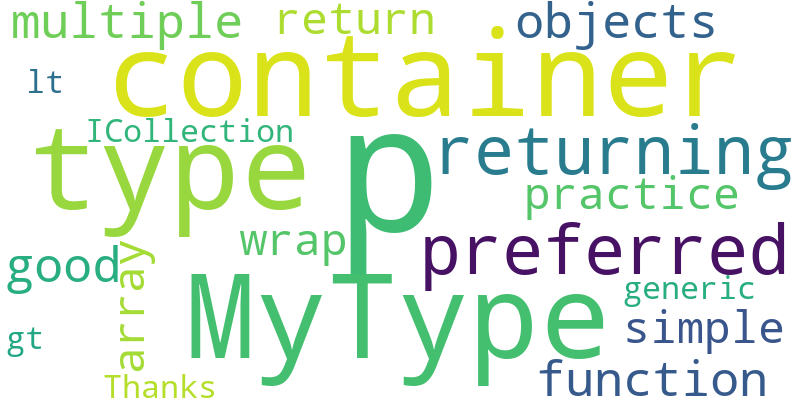 multiple return objects
lt container
ICollection
type p returning
practice
wrap preferred
good array
MyType generic
gt simple
Thanks function